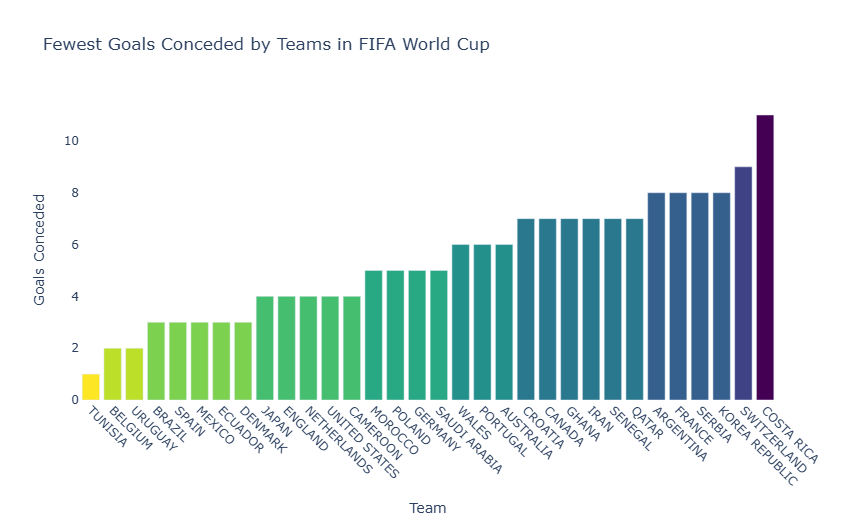 Fewest Goals Conceded by Teams in FIFA World Cup
10
8
6
4
2
0
Goals Conceded
TUNISIA
BELGIUM
URUGUAY
BRAZIL
SPAIN
MEXICO
ECUADOR
DENMARK
JAPAN
ENGLAND
NETHERLANDS
UNITED STATES
CAMEROON
MOROCCO
POLAND
GERMANY
SAUDI ARABIA
WALES
PORTUGAL
AUSTRALIA
CROATIA
CANADA
GHANA
IRAN
SENEGAL
QATAR
ARGENTINA
FRANCE
SERBIA
KOREA REPUBLIC
SWITZERLAND
COSTA RICA
Team